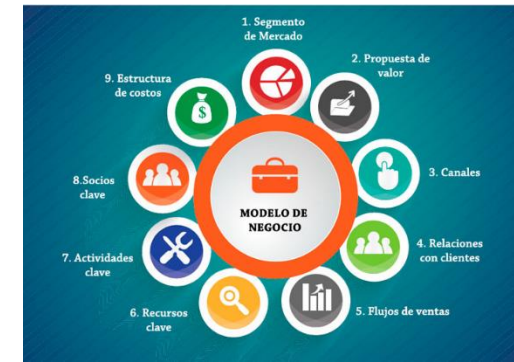 1. Segmento
de Mercado
2. Propuesta de
valor
3. Canales
4. Relaciones
con clientes
5. Flujos de ventas
6. Recursos
clave
7. Actividades
clave
8.Socios
clave
9. Estructura
de costos
$
MODELO DE
NEGOCIO